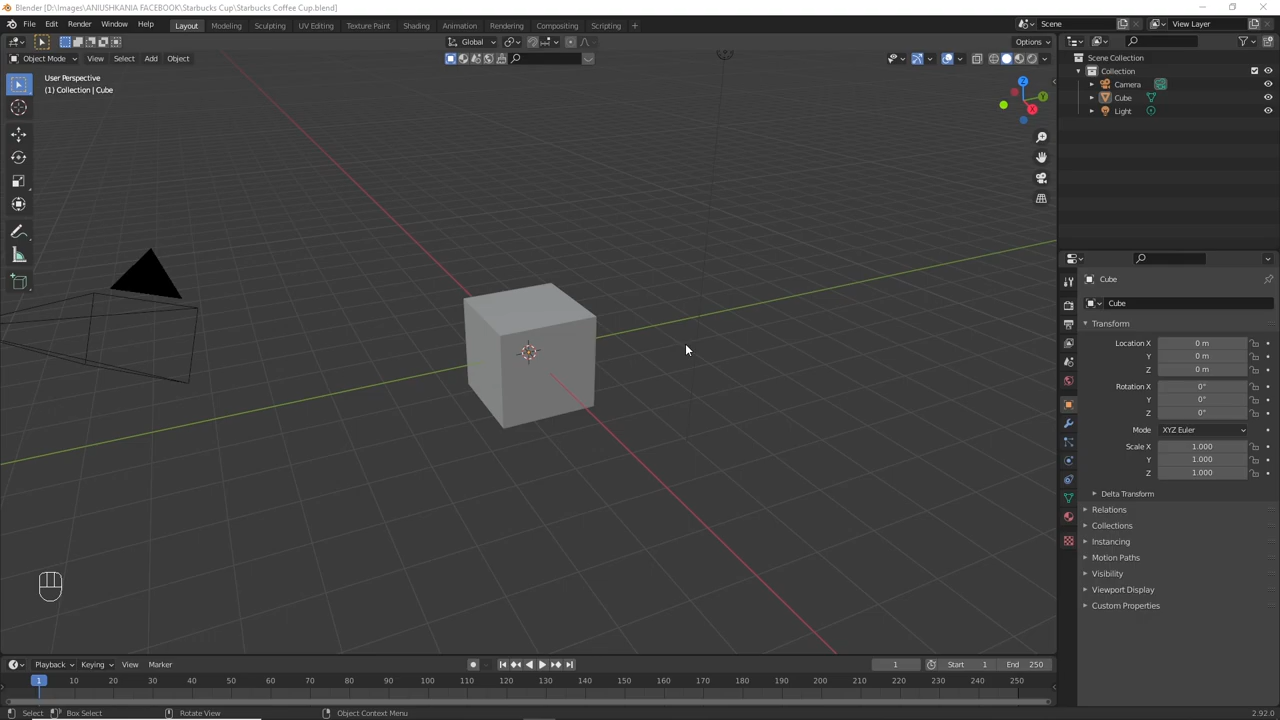 Blender [D:\Images\ANIUSHKANIA FACEBOOK\Starbucks Cup\Starbucks Coffee Cup.blend]
File Edit Render Window Help Layout Modeling Sculpting UV Editing Texture Paint Shading Animation Rendering Compositing Scripting + Scene View Layer
Global Options
Object Mode View Select Add Object
User Perspective
(1) Collection | Cube
Scene Collection
Collection
Camera
Cube
Light
Z
Y
X
Cube
Cube
Transform
Location X 0 m
Y 0 m
Z 0 m
Rotation X 0°
Y 0°
Z 0°
Mode XYZ Euler
Scale X 1.000
Y 1.000
Z 1.000
Delta Transform
Relations
Collections
Instancing
Motion Paths
Visibility
Viewport Display
Custom Properties
Playback Keying View Marker 1 Start 1 End 250
1 10 20 30 40 50 60 70 80 90 100 110 120 130 140 150 160 170 180 190 200 210 220 230 240 250
Select Box Select Rotate View Object Context Menu 2.92.0